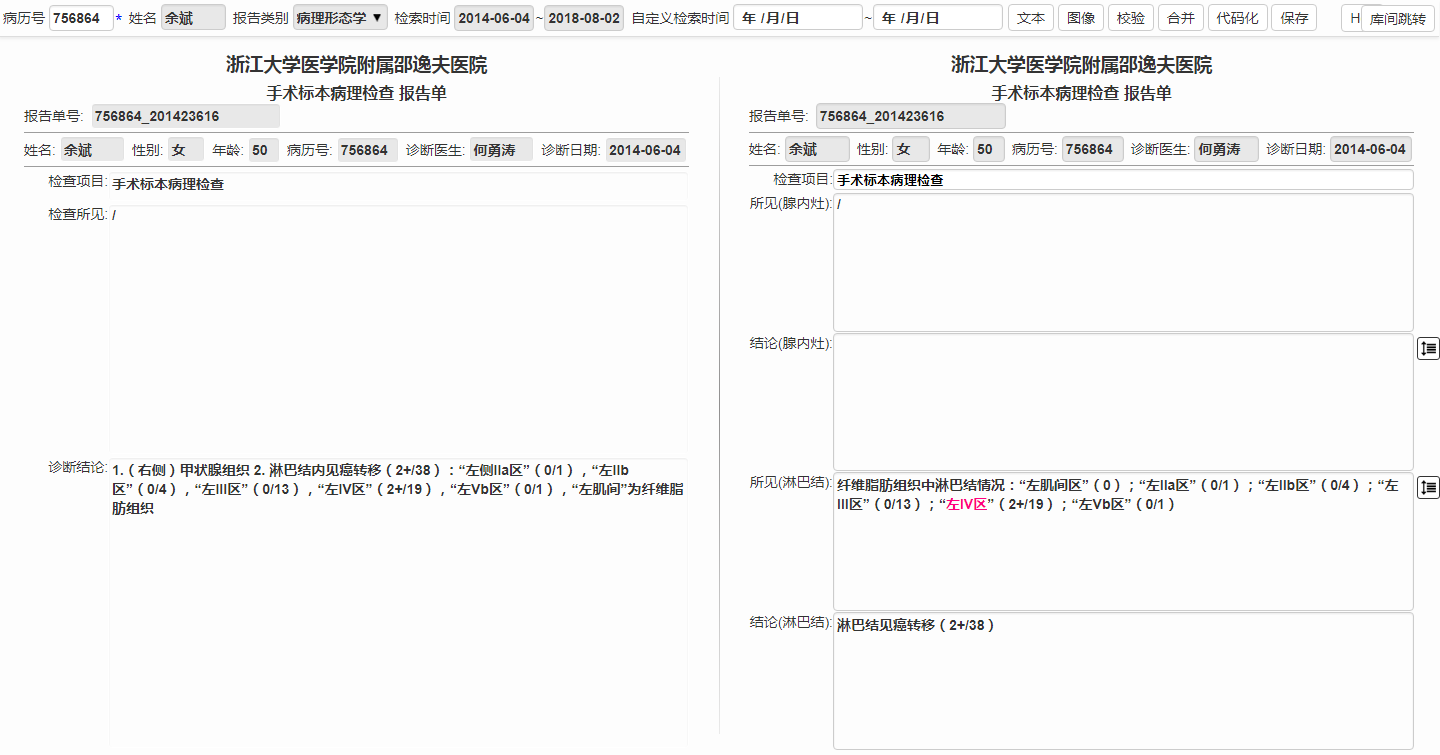 病历号 756864 * 姓名 余斌 报告类别 病理形态学 ▼ 检索时间 2014-06-04 ~ 2018-08-02 自定义检索时间 年 /月/日 ~ 年 /月/日 文本 图像 校验 合并 代码化 保存 H 库间跳转
浙江大学医学院附属邵逸夫医院
手术标本病理检查 报告单
报告单号: 756864_201423616
姓名: 余斌 性别: 女 年龄: 50 病历号: 756864 诊断医生: 何勇涛 诊断日期: 2014-06-04
检查项目: 手术标本病理检查
检查所见: /
诊断结论: 1.（右侧）甲状腺组织 2. 淋巴结内见癌转移（2+/38）：“左侧IIa区”（0/1），“左IIb
区”（0/4），“左III区”（0/13），“左IV区”（2+/19），“左Vb区”（0/1），“左肌间”为纤维脂
肪组织
浙江大学医学院附属邵逸夫医院
手术标本病理检查 报告单
报告单号: 756864_201423616
姓名: 余斌 性别: 女 年龄: 50 病历号: 756864 诊断医生: 何勇涛 诊断日期: 2014-06-04
检查项目: 手术标本病理检查
所见(腺内灶): /
结论(腺内灶):
所见(淋巴结): 纤维脂肪组织中淋巴结情况：“左肌间区”（0）；“左IIa区”（0/1）；“左IIb区”（0/4）；“左
III区”（0/13）；“左IV区”（2+/19）；“左Vb区”（0/1）
结论(淋巴结): 淋巴结见癌转移（2+/38）